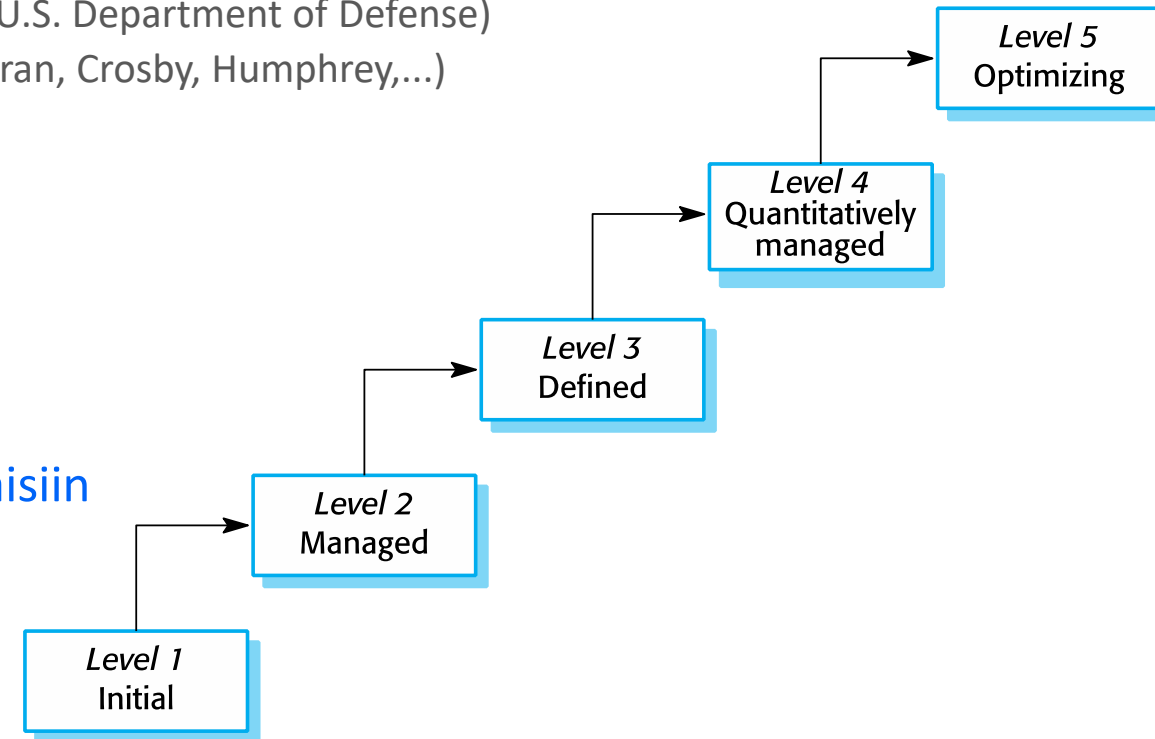 U.S. Department of Defense)
ran, Crosby, Humphrey,...)
Level 5
Optimizing
Level 4
Quantitatively
managed
Level 3
Defined
isiin
Level 2
Managed
Level 1
Initial